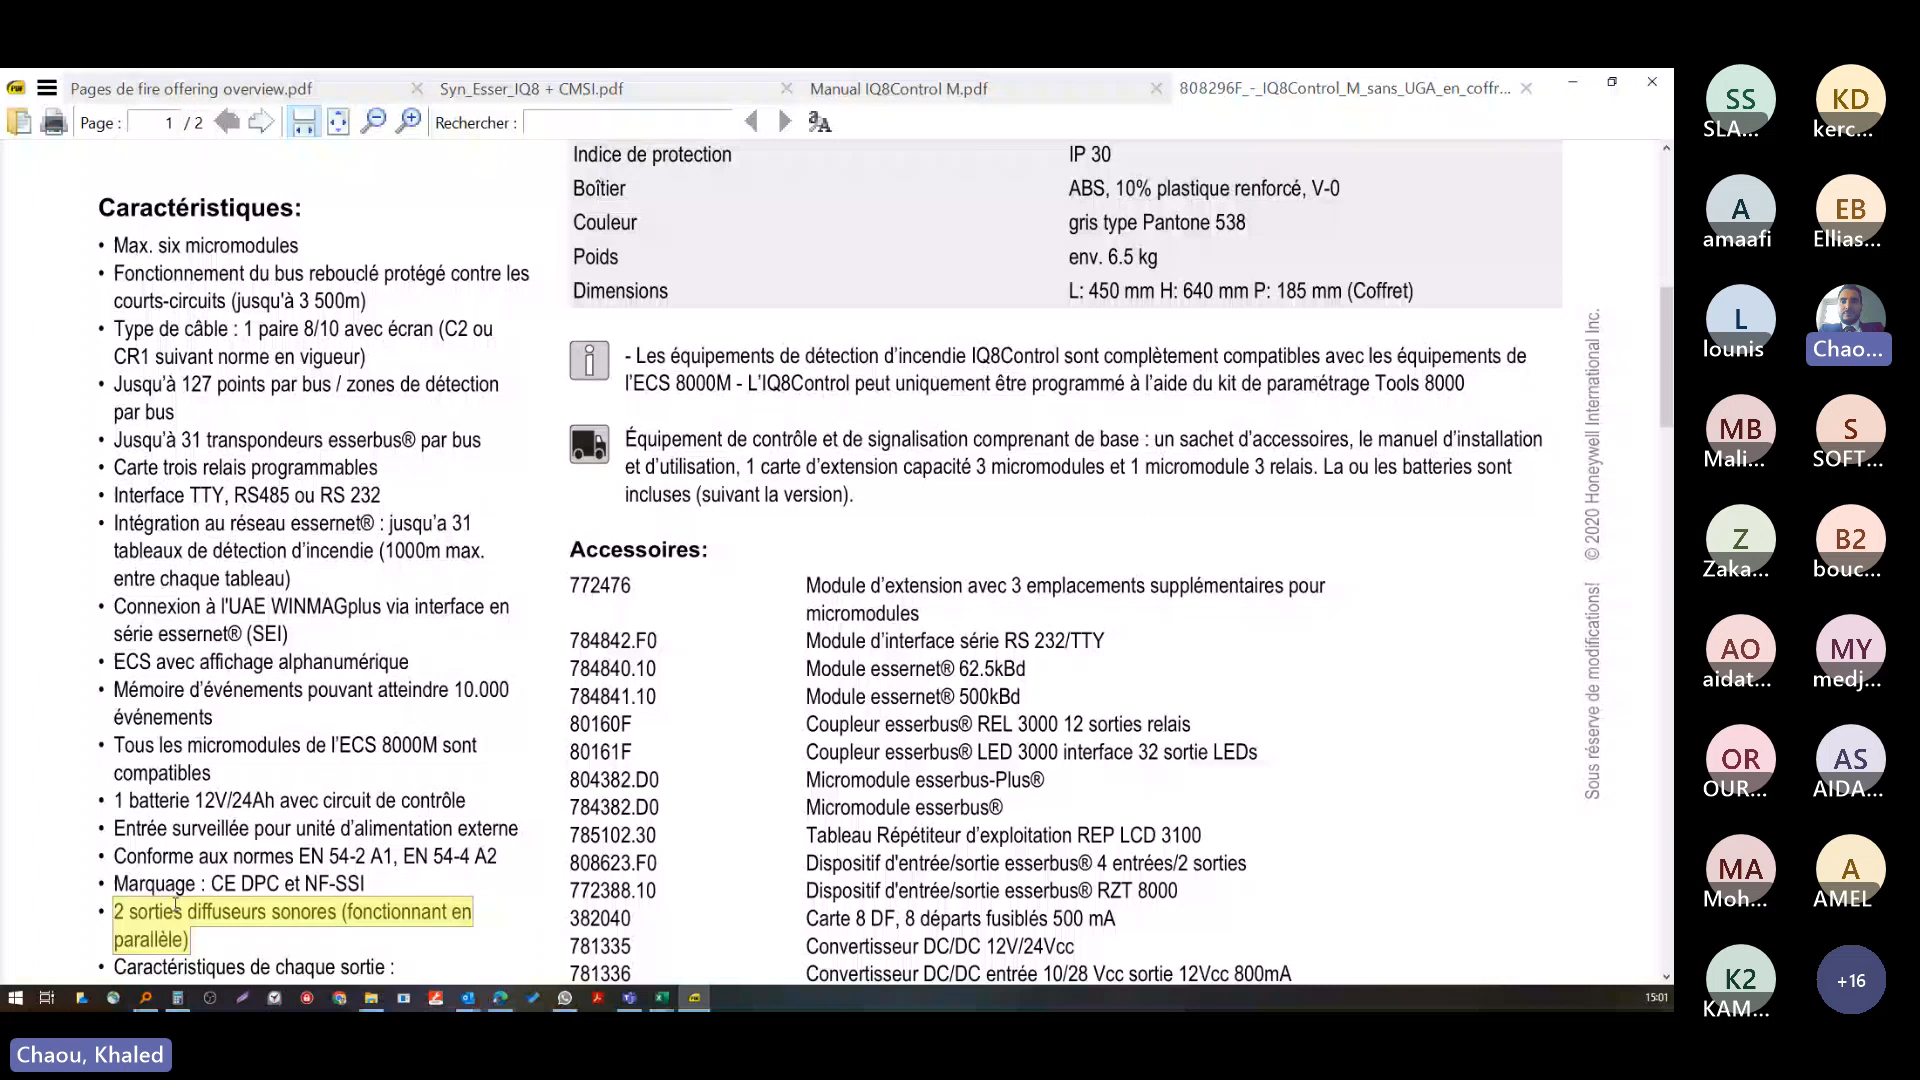 Pages de fire offering overview.pdf
Syn_Esser_IQ8 + CMSI.pdf
Manual IQ8Control M.pdf
808296F_-_IQ8Control_M_sans_UGA_en_coffr...
Page : 1 / 2
Rechercher :
Caractéristiques:
• Max. six micromodules
• Fonctionnement du bus rebouclé protégé contre les
courts-circuits (jusqu'à 3 500m)
• Type de câble : 1 paire 8/10 avec écran (C2 ou
CR1 suivant norme en vigueur)
• Jusqu'à 127 points par bus / zones de détection
par bus
• Jusqu'à 31 transpondeurs esserbus® par bus
• Carte trois relais programmables
• Interface TTY, RS485 ou RS 232
• Intégration au réseau essernet® : jusqu'a 31
tableaux de détection d'incendie (1000m max.
entre chaque tableau)
• Connexion à l'UAE WINMAGplus via interface en
série essernet® (SEI)
• ECS avec affichage alphanumérique
• Mémoire d'événements pouvant atteindre 10.000
événements
• Tous les micromodules de l'ECS 8000M sont
compatibles
• 1 batterie 12V/24Ah avec circuit de contrôle
• Entrée surveillée pour unité d'alimentation externe
• Conforme aux normes EN 54-2 A1, EN 54-4 A2
• Marquage : CE DPC et NF-SSI
• 2 sorties diffuseurs sonores (fonctionnant en
parallèle)
• Caractéristiques de chaque sortie :
Indice de protection IP 30
Boîtier ABS, 10% plastique renforcé, V-0
Couleur gris type Pantone 538
Poids env. 6.5 kg
Dimensions L: 450 mm H: 640 mm P: 185 mm (Coffret)
- Les équipements de détection d'incendie IQ8Control sont complètement compatibles avec les équipements de
l'ECS 8000M - L'IQ8Control peut uniquement être programmé à l'aide du kit de paramétrage Tools 8000
Équipement de contrôle et de signalisation comprenant de base : un sachet d'accessoires, le manuel d'installation
et d'utilisation, 1 carte d'extension capacité 3 micromodules et 1 micromodule 3 relais. La ou les batteries sont
incluses (suivant la version).
Accessoires:
772476 Module d'extension avec 3 emplacements supplémentaires pour
micromodules
784842.F0 Module d'interface série RS 232/TTY
784840.10 Module essernet® 62.5kBd
784841.10 Module essernet® 500kBd
80160F Coupleur esserbus® REL 3000 12 sorties relais
80161F Coupleur esserbus® LED 3000 interface 32 sortie LEDs
804382.D0 Micromodule esserbus-Plus®
784382.D0 Micromodule esserbus®
785102.30 Tableau Répétiteur d'exploitation REP LCD 3100
808623.F0 Dispositif d'entrée/sortie esserbus® 4 entrées/2 sorties
772388.10 Dispositif d'entrée/sortie esserbus® RZT 8000
382040 Carte 8 DF, 8 départs fusiblés 500 mA
781335 Convertisseur DC/DC 12V/24Vcc
781336 Convertisseur DC/DC entrée 10/28 Vcc sortie 12Vcc 800mA
Sous réserve de modifications! © 2020 Honeywell International Inc.
15:01
Chaou, Khaled
SS
SLA...
KD
kerc...
A
amaafi
EB
Ellias...
L
lounis
Chao...
MB
Mali...
S
SOFT...
Z
Zaka...
B2
bouc...
AO
aidat...
MY
medj...
OR
OUR...
AS
AIDA...
MA
Moh...
A
AMEL
K2
KAM...
+16